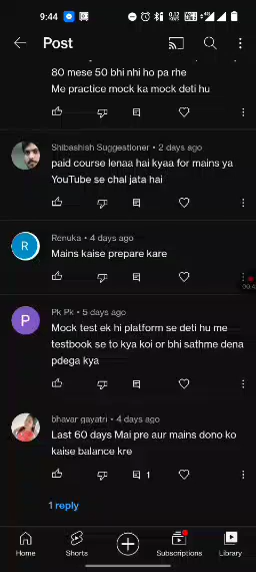 9:44
Post
80 mese 50 bhi nhi ho pa rhe
Me practice mock ka mock deti hu
Shibashish Suggestioner • 2 days ago
paid course lenaa hai kyaa for mains ya
YouTube se chal jata hai
Renuka • 4 days ago
R
Mains kaise prepare kare
Pk Pk • 5 days ago
P
Mock test ek hi platform se deti hu me
testbook se to kya koi or bhi sathme dena
pdega kya
bhavar gayatri • 4 days ago
Last 60 days Mai pre aur mains dono ko
kaise balance kre
1
1 reply
Home
Shorts
Subscriptions
Library